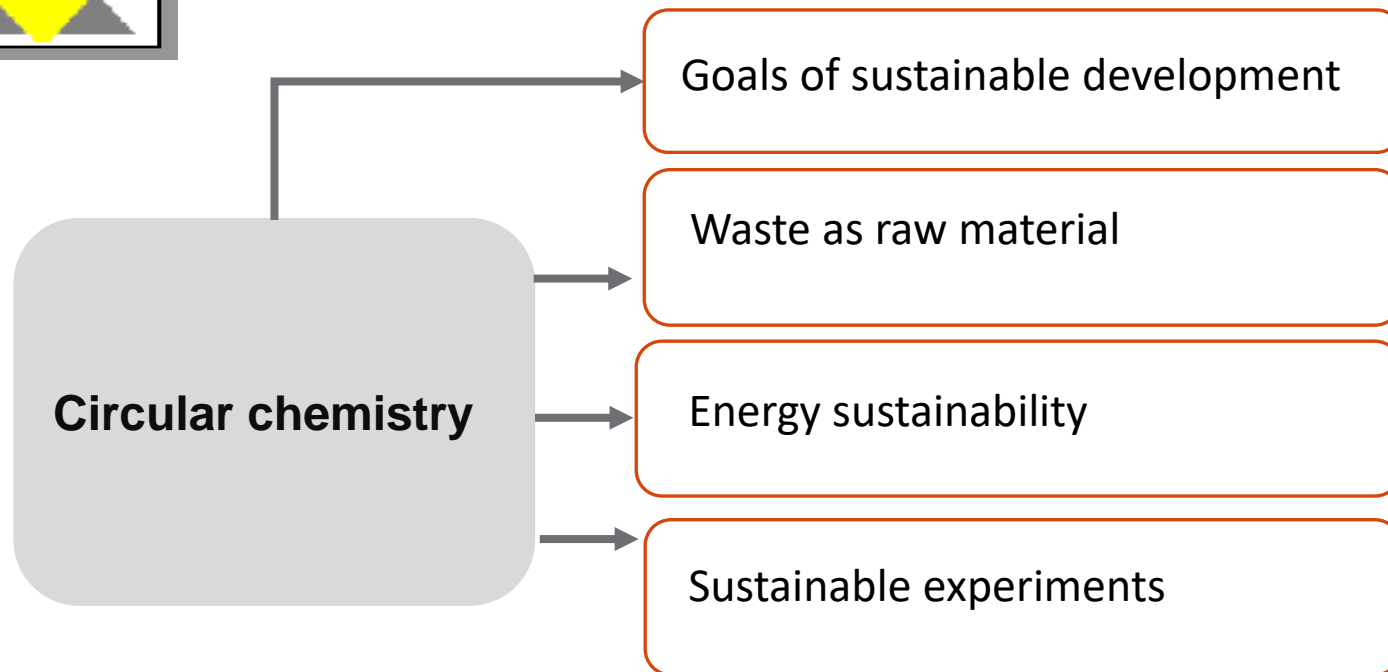 Goals of sustainable development
Waste as raw material
Circular chemistry
Energy sustainability
Sustainable experiments